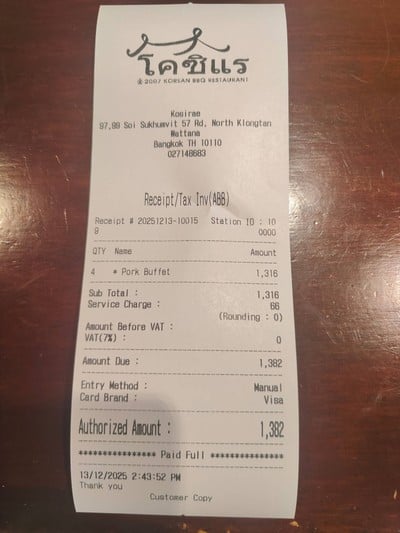 โคซิแร
2007 KOREAN BBQ RESTAURANT
Kosirae
97,99 Soi Sukhumvit 57 Rd, North Klongtan
Wattana
Bangkok TH 10110
027148683
Receipt/Tax Inv(ABB)
Receipt # 20251213-10015 Station ID : 10
9 0000
QTY Name Amount
4 * Pork Buffet 1,316
Sub Total : 1,316
Service Charge : 66
(Rounding : 0)
Amount Before VAT :
VAT(7%) : 0
Amount Due : 1,382
Entry Method : Manual
Card Brand : Visa
Authorized Amount : 1,382
**************** Paid Full ***************
13/12/2025 2:43:52 PM
Thank you
Customer Copy